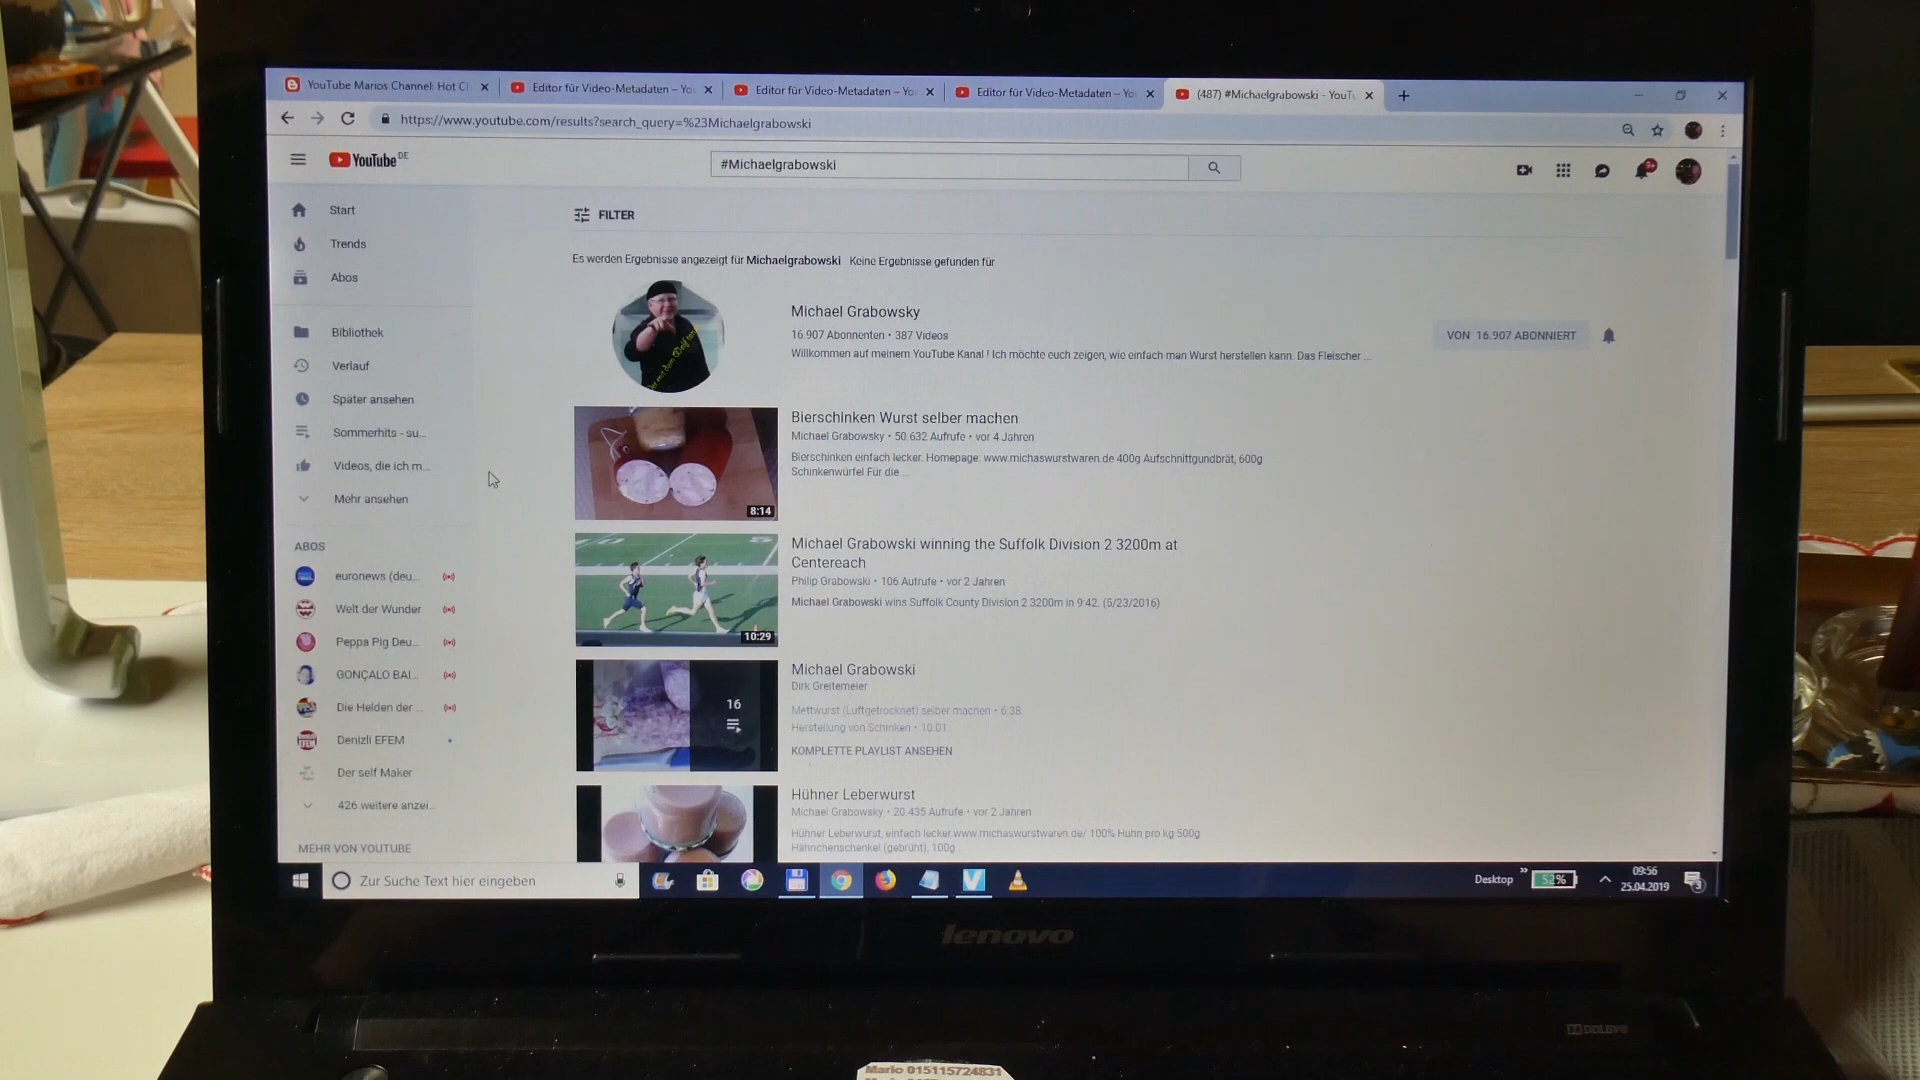 YouTube Marios Channel: Hot Ch
Editor für Video-Metadaten – You
Editor für Video-Metadaten – Yo
Editor für Video-Metadaten – Yo
(487) #Michaelgrabowski - YouTu
https://www.youtube.com/results?search_query=%23Michaelgrabowski
YouTube DE
#Michaelgrabowski
9+
Start
Trends
Abos
Bibliothek
Verlauf
Später ansehen
Sommerhits - su...
Videos, die ich m...
Mehr ansehen
ABOS
euronews (deu...
Welt der Wunder
Peppa Pig Deu...
GONÇALO BAI...
Die Helden der ...
Denizli EFEM
Der self Maker
426 weitere anzei...
MEHR VON YOUTUBE
FILTER
Es werden Ergebnisse angezeigt für Michaelgrabowski Keine Ergebnisse gefunden für
Michael Grabowsky
16.907 Abonnenten • 387 Videos
Willkommen auf meinem YouTube Kanal ! Ich möchte euch zeigen, wie einfach man Wurst herstellen kann. Das Fleischer ...
VON 16.907 ABONNIERT
Bierschinken Wurst selber machen
Michael Grabowsky • 50.632 Aufrufe • vor 4 Jahren
Bierschinken einfach lecker. Homepage: www.michaswurstwaren.de 400g Aufschnittgundbrät, 600g
Schinkenwürfel Für die ...
8:14
Michael Grabowski winning the Suffolk Division 2 3200m at
Centereach
Philip Grabowski • 106 Aufrufe • vor 2 Jahren
Michael Grabowski wins Suffolk County Division 2 3200m in 9:42. (5/23/2016)
10:29
Michael Grabowski
Dirk Greitemeier
Mettwurst (Luftgetrocknet) selber machen • 6:38
Herstellung von Schinken • 10:01
KOMPLETTE PLAYLIST ANSEHEN
16
Hühner Leberwurst
Michael Grabowsky • 20.435 Aufrufe • vor 2 Jahren
Hühner Leberwurst, einfach lecker.www.michaswurstwaren.de/ 100% Huhn pro kg 500g
Hähnchenschenkel (gebrüht), 100g
Zur Suche Text hier eingeben
Desktop
52%
09:56
25.04.2019
3
lenovo
DOLBY
Mario 015115724831